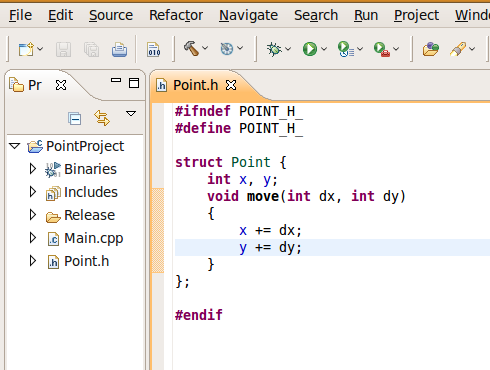 File Edit Source Refactor Navigate Search Run Project
010
Pr
Point.h
PointProject
Binaries
Includes
Release
Main.cpp
Point.h
#ifndef POINT_H_
#define POINT_H_
struct Point {
int x, y;
void move(int dx, int dy)
{
x += dx;
y += dy;
}
};
#endif